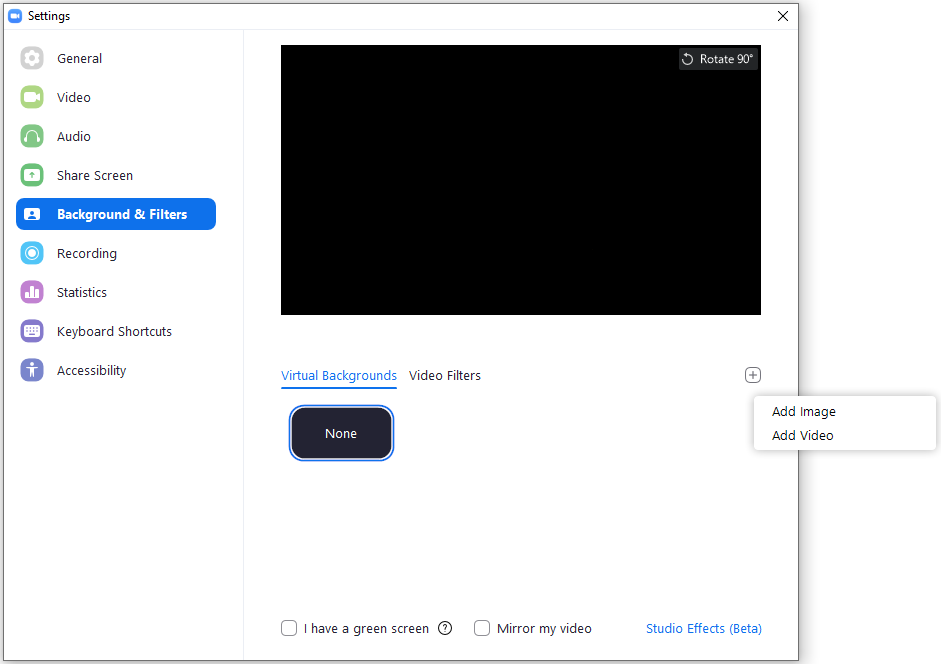 Settings
General
Video
Audio
Share Screen
Background & Filters
Recording
Statistics
Keyboard Shortcuts
Accessibility
Rotate 90°
Virtual Backgrounds
Video Filters
Add Image
Add Video
None
I have a green screen
Mirror my video
Studio Effects (Beta)